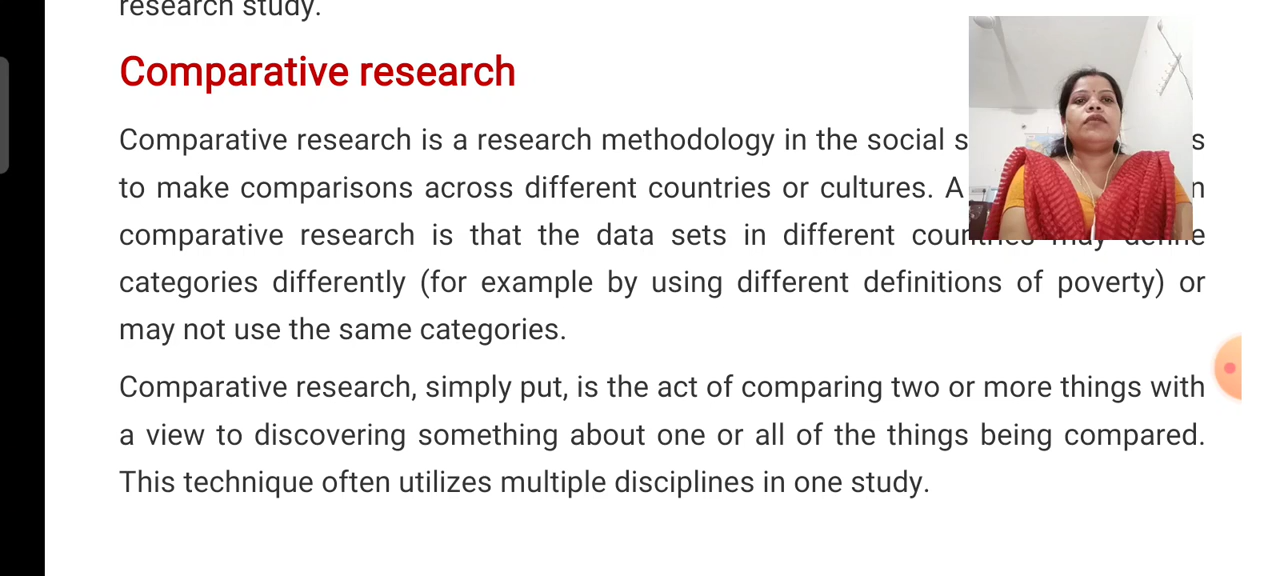 research study.
Comparative research
Comparative research is a research methodology in the social s
to make comparisons across different countries or cultures. A
comparative research is that the data sets in different countries may define
categories differently (for example by using different definitions of poverty) or
may not use the same categories.
Comparative research, simply put, is the act of comparing two or more things with
a view to discovering something about one or all of the things being compared.
This technique often utilizes multiple disciplines in one study.